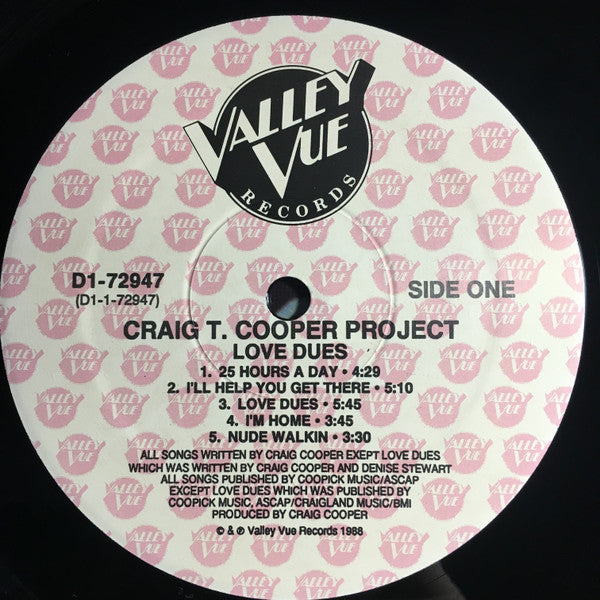 VALLEY
VUE
RECORDS
D1-72947
(D1-1-72947)
SIDE ONE
CRAIG T. COOPER PROJECT
LOVE DUES
1. 25 HOURS A DAY • 4:29
2. I'LL HELP YOU GET THERE • 5:10
3. LOVE DUES • 5:45
4. I'M HOME • 3:45
5. NUDE WALKIN • 3:30
ALL SONGS WRITTEN BY CRAIG COOPER EXEPT LOVE DUES
WHICH WAS WRITTEN BY CRAIG COOPER AND DENISE STEWART
ALL SONGS PUBLISHED BY COOPICK MUSIC/ASCAP
EXCEPT LOVE DUES WHICH WAS PUBLISHED BY
COOPICK MUSIC, ASCAP/CRAIGLAND MUSIC/BMI
PRODUCED BY CRAIG COOPER
© & ℗ Valley Vue Records 1988